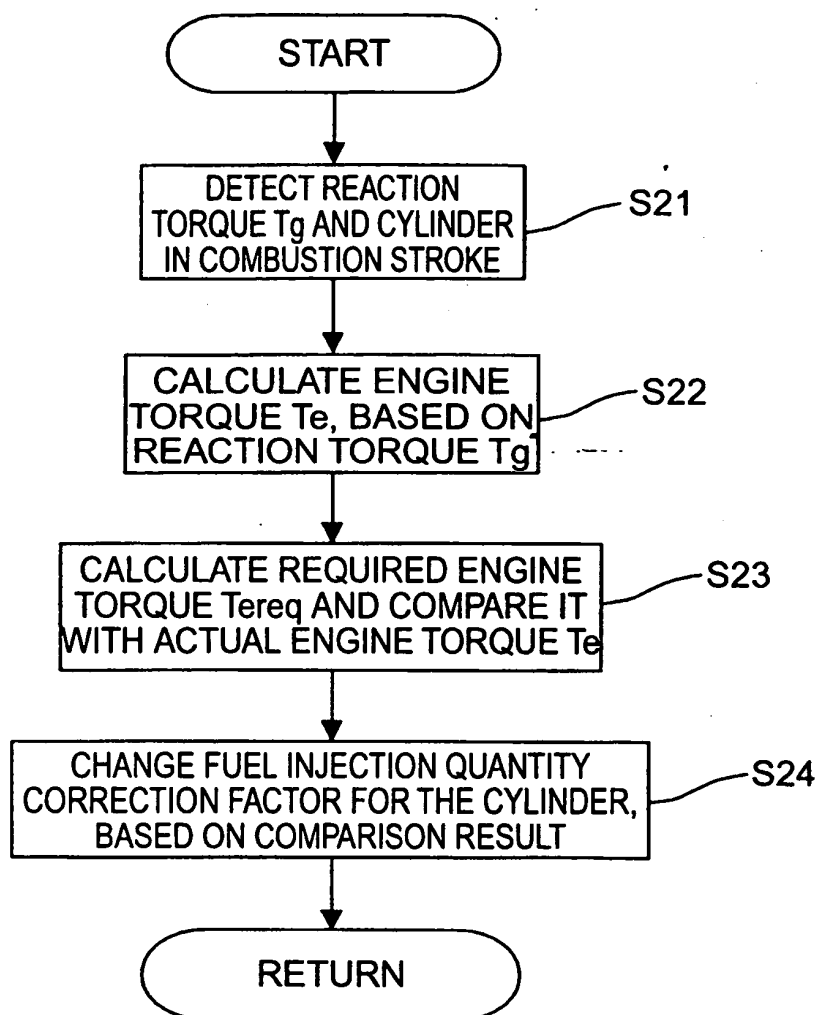 START
DETECT REACTION
TORQUE Tg AND CYLINDER
IN COMBUSTION STROKE
S21
CALCULATE ENGINE
TORQUE Te, BASED ON
REACTION TORQUE Tg
S22
CALCULATE REQUIRED ENGINE
TORQUE Tereq AND COMPARE IT
WITH ACTUAL ENGINE TORQUE Te
S23
CHANGE FUEL INJECTION QUANTITY
CORRECTION FACTOR FOR THE CYLINDER,
BASED ON COMPARISON RESULT
S24
RETURN